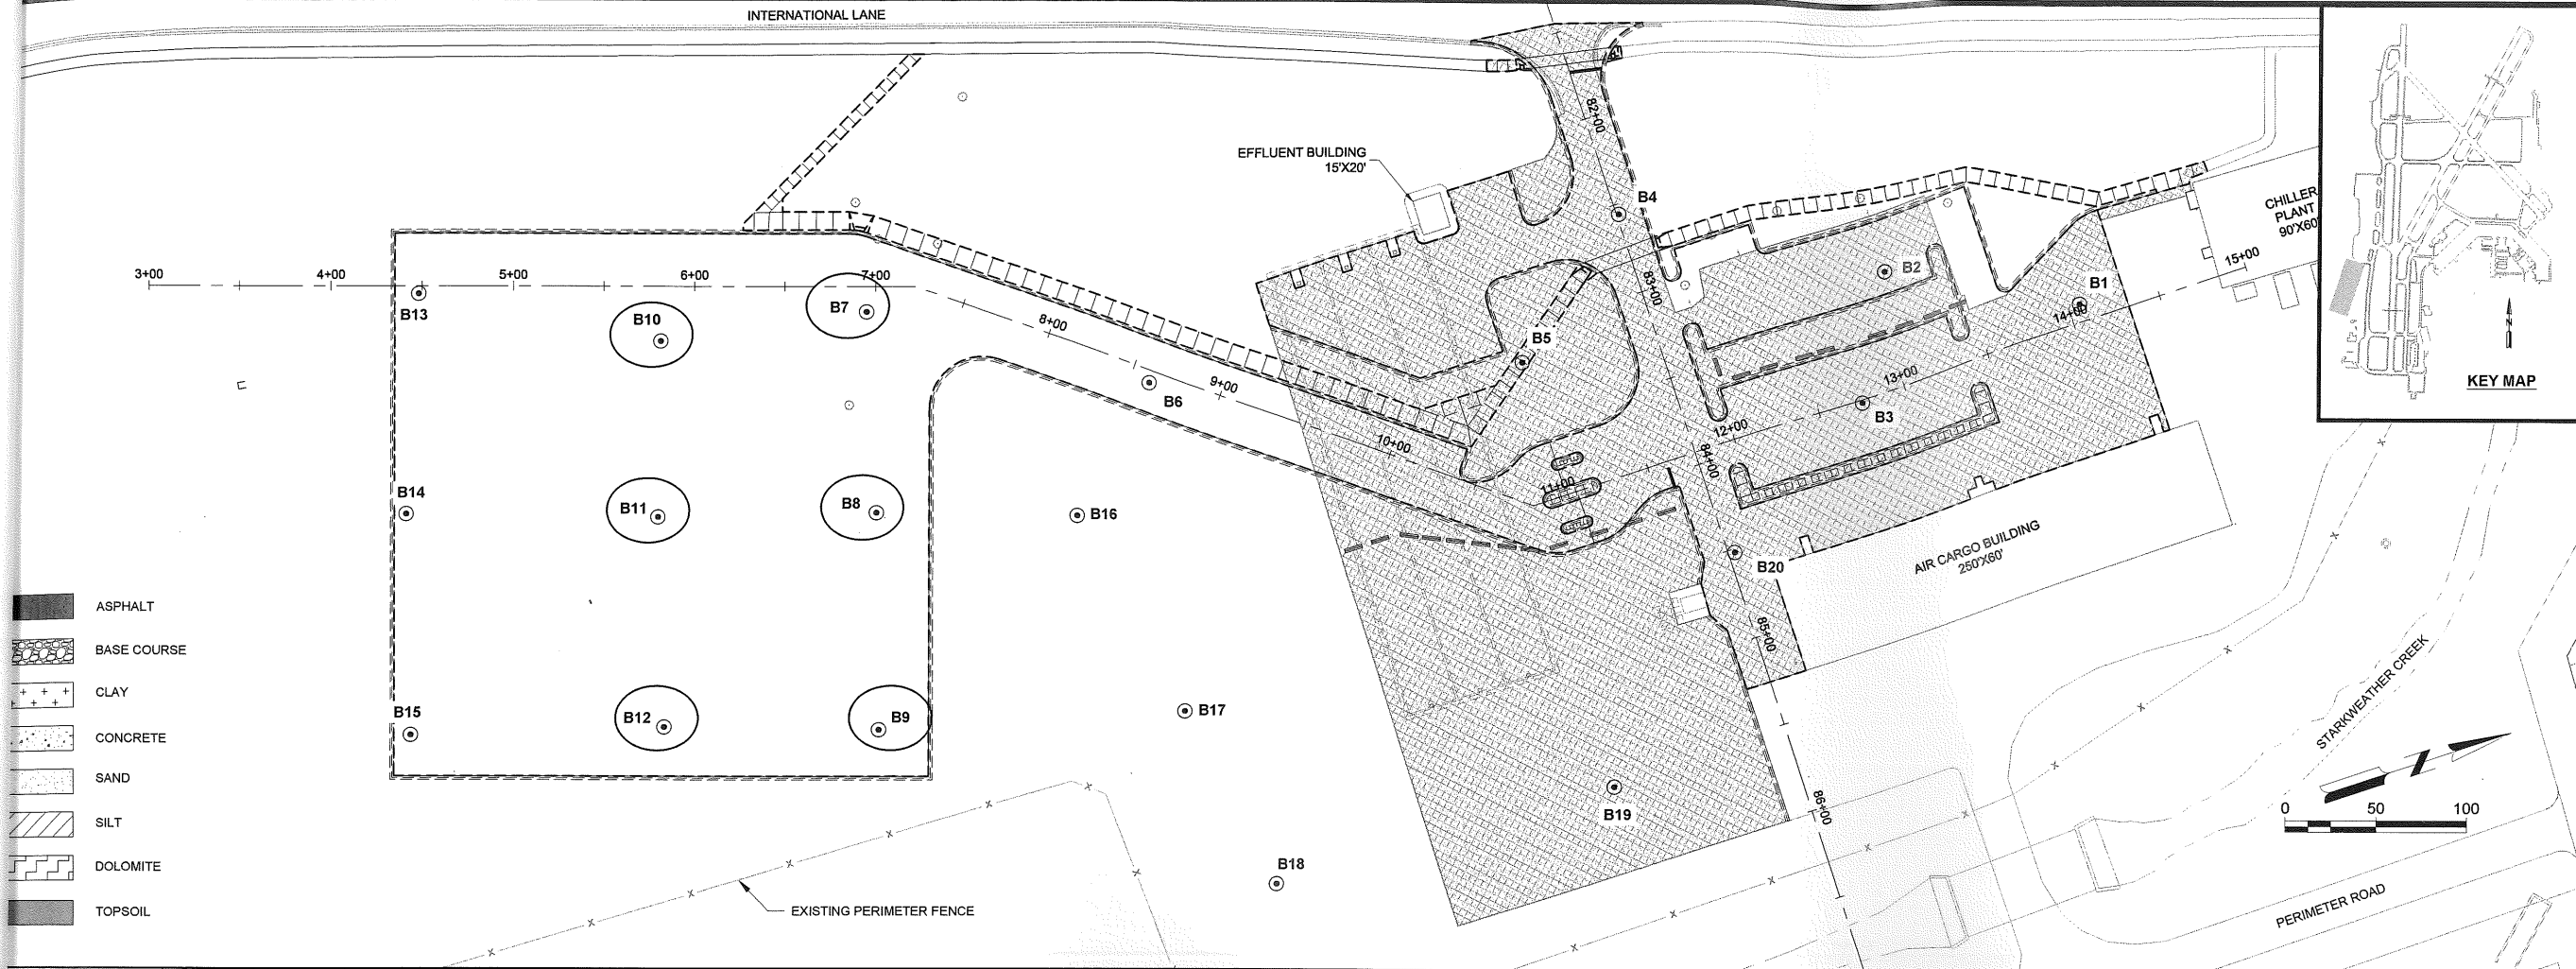 INTERNATIONAL LANE
EFFLUENT BUILDING
15'X20'
82+00
B4
CHILLER
PLANT
90'X60'
15+00
KEY MAP
3+00
4+00
5+00
6+00
7+00
B13
B10
B7
8+00
83+00
B2
B1
14+00
B5
9+00
B6
13+00
B3
12+00
10+00
84+00
11+00
B14
B11
B8
B16
B20
AIR CARGO BUILDING
250'X60'
85+00
ASPHALT
BASE COURSE
CLAY
CONCRETE
SAND
SILT
DOLOMITE
TOPSOIL
B15
B12
B9
B17
STARKWEATHER CREEK
N
0 50 100
B19
86+00
B18
EXISTING PERIMETER FENCE
PERIMETER ROAD